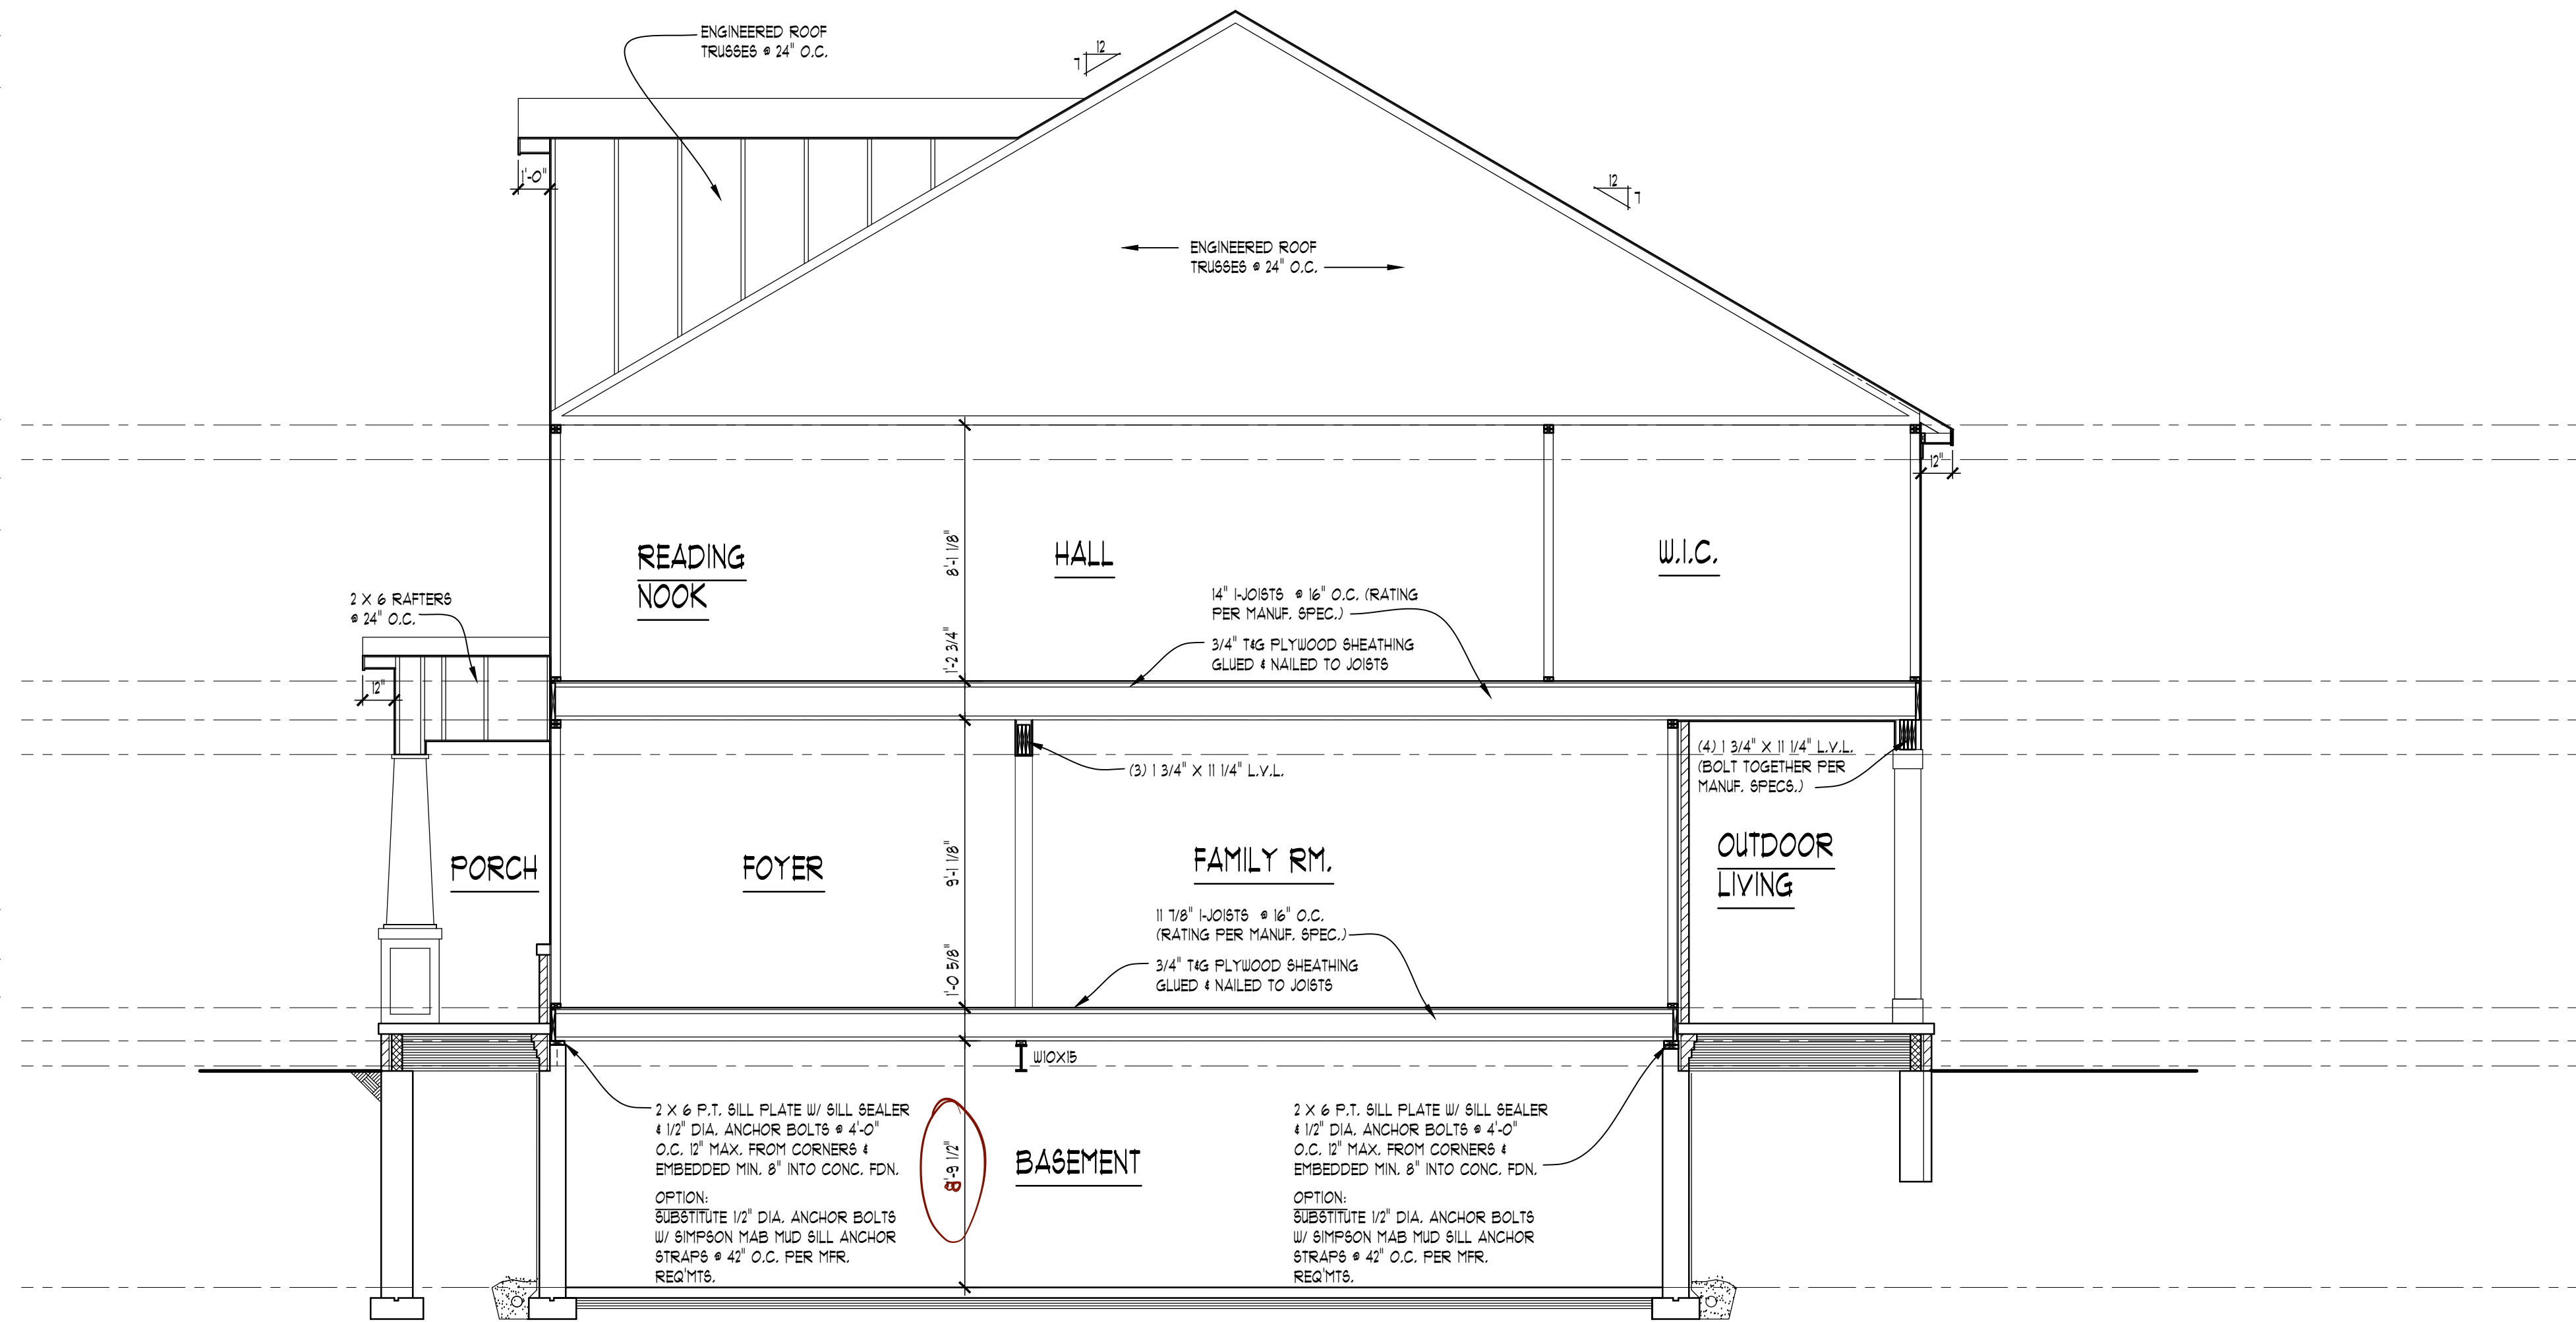 ENGINEERED ROOF
TRUSSES @ 24" O.C.
12
7
1'-0"
12
7
ENGINEERED ROOF
TRUSSES @ 24" O.C.
12"
READING
NOOK
8'-1 1/8"
HALL
W.I.C.
2 X 6 RAFTERS
@ 24" O.C.
12"
1'-2 3/4"
14" I-JOISTS @ 16" O.C. (RATING
PER MANUF. SPEC.)
3/4" T&G PLYWOOD SHEATHING
GLUED & NAILED TO JOISTS
(3) 1 3/4" X 11 1/4" L.V.L.
(4) 1 3/4" X 11 1/4" L.V.L.
(BOLT TOGETHER PER
MANUF. SPECS.)
PORCH
FOYER
9'-1 1/8"
FAMILY RM.
OUTDOOR
LIVING
1'-0 5/8"
11 7/8" I-JOISTS @ 16" O.C.
(RATING PER MANUF. SPEC.)
3/4" T&G PLYWOOD SHEATHING
GLUED & NAILED TO JOISTS
W10X15
2 X 6 P.T. SILL PLATE W/ SILL SEALER
& 1/2" DIA. ANCHOR BOLTS @ 4'-0"
O.C. 12" MAX. FROM CORNERS &
EMBEDDED MIN. 8" INTO CONC. FDN.
OPTION:
SUBSTITUTE 1/2" DIA. ANCHOR BOLTS
W/ SIMPSON MAB MUD SILL ANCHOR
STRAPS @ 42" O.C. PER MFR.
REQ'MTS.
8'-9 1/2"
BASEMENT
2 X 6 P.T. SILL PLATE W/ SILL SEALER
& 1/2" DIA. ANCHOR BOLTS @ 4'-0"
O.C. 12" MAX. FROM CORNERS &
EMBEDDED MIN. 8" INTO CONC. FDN.
OPTION:
SUBSTITUTE 1/2" DIA. ANCHOR BOLTS
W/ SIMPSON MAB MUD SILL ANCHOR
STRAPS @ 42" O.C. PER MFR.
REQ'MTS.